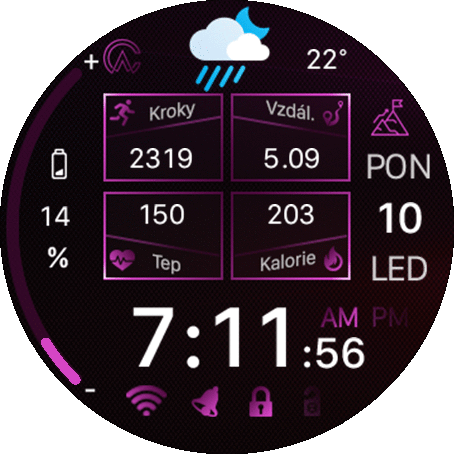 +
22°
Kroky
2319
Vzdál.
5.09
PON
14
%
150
Tep
203
Kalorie
10
LED
7:11:56
AM PM
-